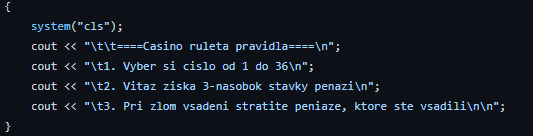 {
system("cls");
cout << "\t\t====Casino ruleta pravidla====\n";
cout << "\t1. Vyber si cislo od 1 do 36\n";
cout << "\t2. Vitaz ziska 3-nasobok stavky penazi\n";
cout << "\t3. Pri zlom vsadeni stratite peniaze, ktore ste vsadili\n\n";
}